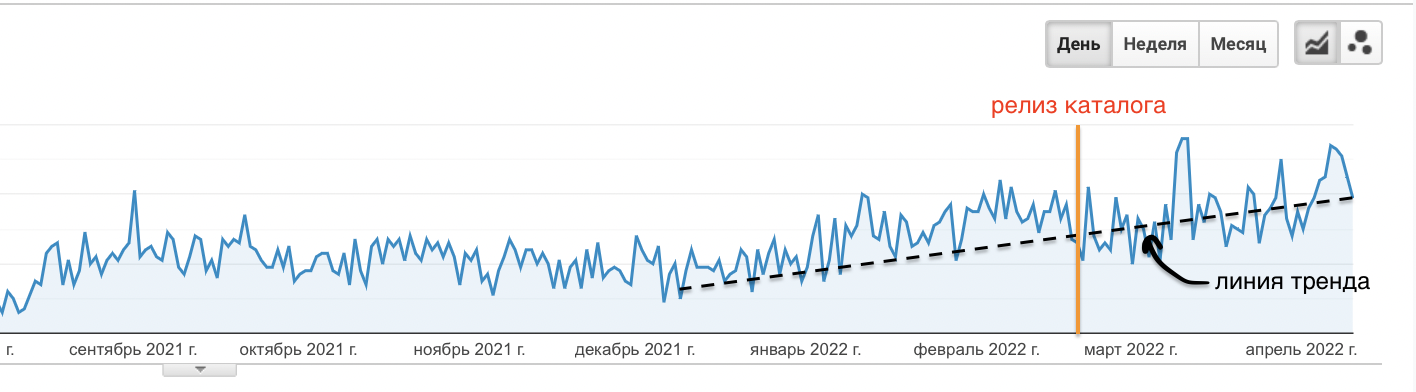 День Неделя Месяц
релиз каталога
линия тренда
г. сентябрь 2021 г. октябрь 2021 г. ноябрь 2021 г. декабрь 2021 г. январь 2022 г. февраль 2022 г. март 2022 г. апрель 2022 г.